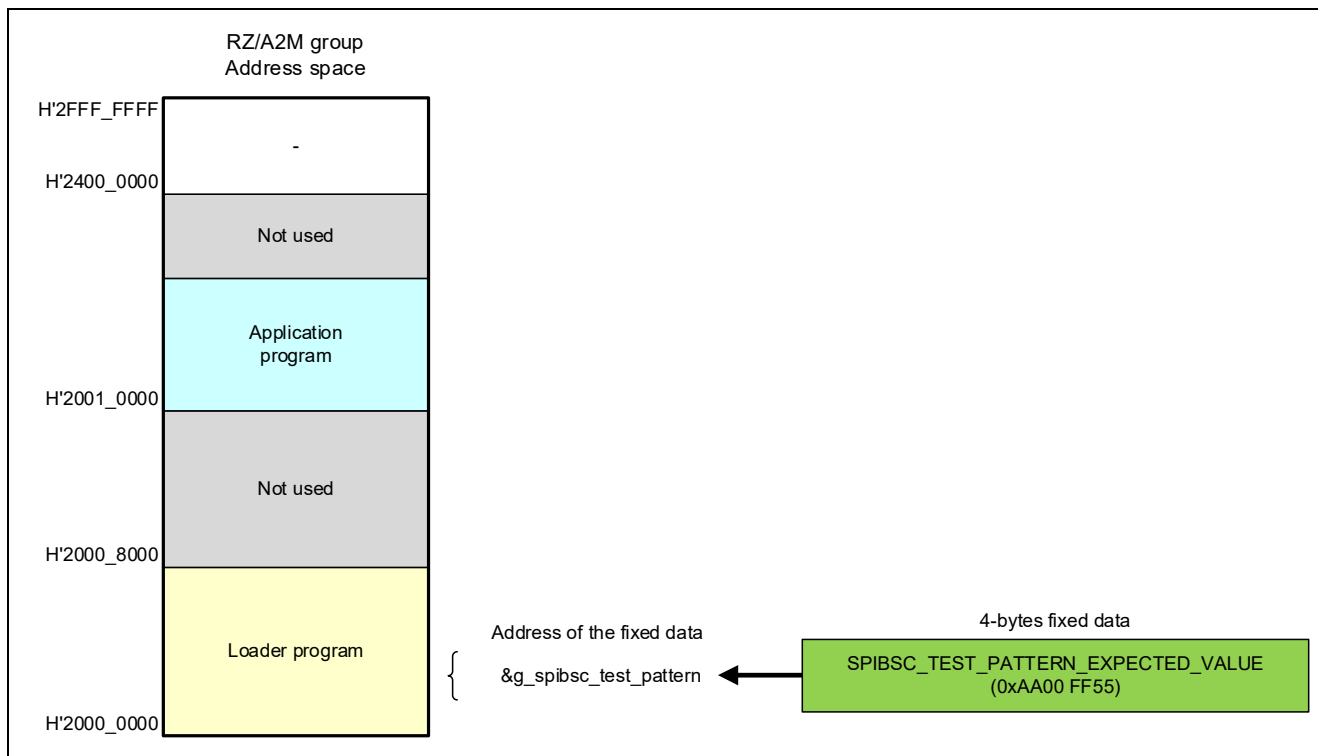 RZ/A2M group
Address space
H'2FFF_FFFF
-
H'2400_0000
Not used
Application
program
H'2001_0000
Not used
H'2000_8000
Loader program
H'2000_0000
Address of the fixed data
&g_spibsc_test_pattern
4-bytes fixed data
SPIBSC_TEST_PATTERN_EXPECTED_VALUE
(0xAA00 FF55)